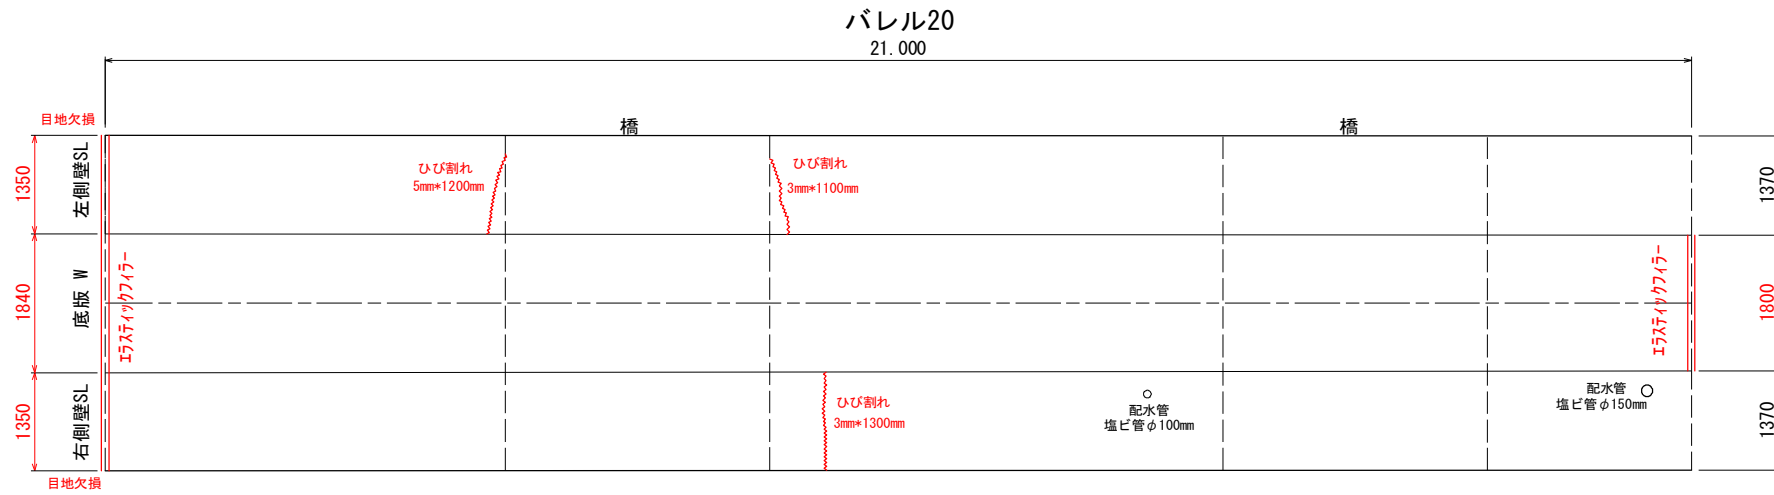 バレル20
21.000
目地欠損
橋
橋
1350
左側壁SL
ひび割れ
5mm*1200mm
ひび割れ
3mm*1100mm
1370
1840
底版 W
エラスティックフィラー
エラスティックフィラー
1800
1350
右側壁SL
ひび割れ
3mm*1300mm
配水管
塩ビ管φ100mm
配水管
塩ビ管φ150mm
1370
目地欠損